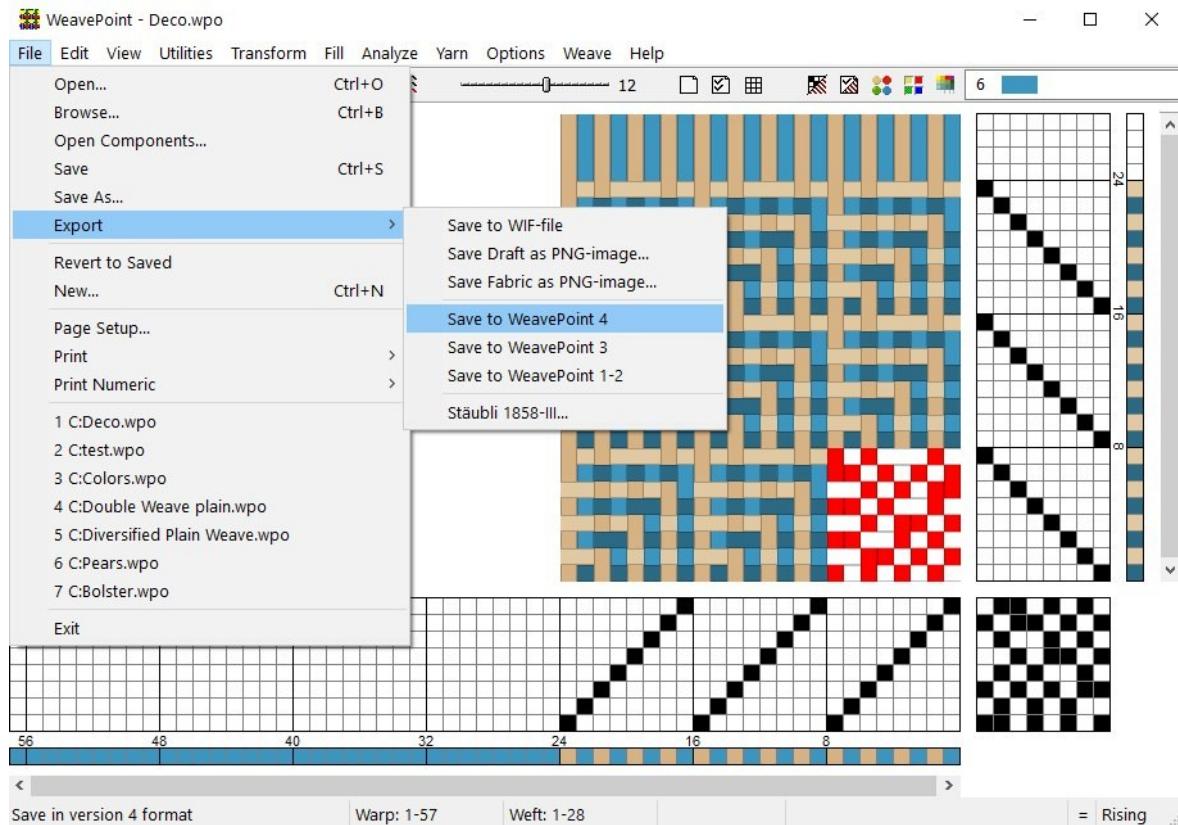 WeavePoint - Deco.wpo
File Edit View Utilities Transform Fill Analyze Yarn Options Weave Help
12 6
Open... Ctrl+O
Browse... Ctrl+B
Open Components...
Save Ctrl+S
Save As...
Export >
Revert to Saved
New... Ctrl+N
Page Setup...
Print >
Print Numeric >
1 C:Deco.wpo
2 C:test.wpo
3 C:Colors.wpo
4 C:Double Weave plain.wpo
5 C:Diversified Plain Weave.wpo
6 C:Pears.wpo
7 C:Bolster.wpo
Exit
Save to WIF-file
Save Draft as PNG-image...
Save Fabric as PNG-image...
Save to WeavePoint 4
Save to WeavePoint 3
Save to WeavePoint 1-2
Stäubli 1858-III...
24
16
8
56 48 40 32 24 16 8
Save in version 4 format Warp: 1-57 Weft: 1-28 = Rising